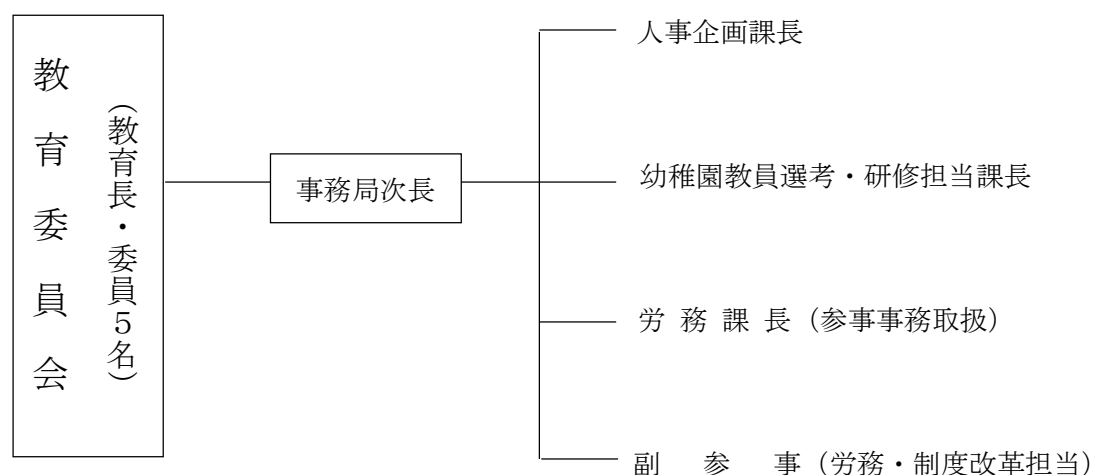 教育委員会
（教育長・委員５名）
事務局次長
人事企画課長
幼稚園教員選考・研修担当課長
労務課長（参事事務取扱）
副参事（労務・制度改革担当）